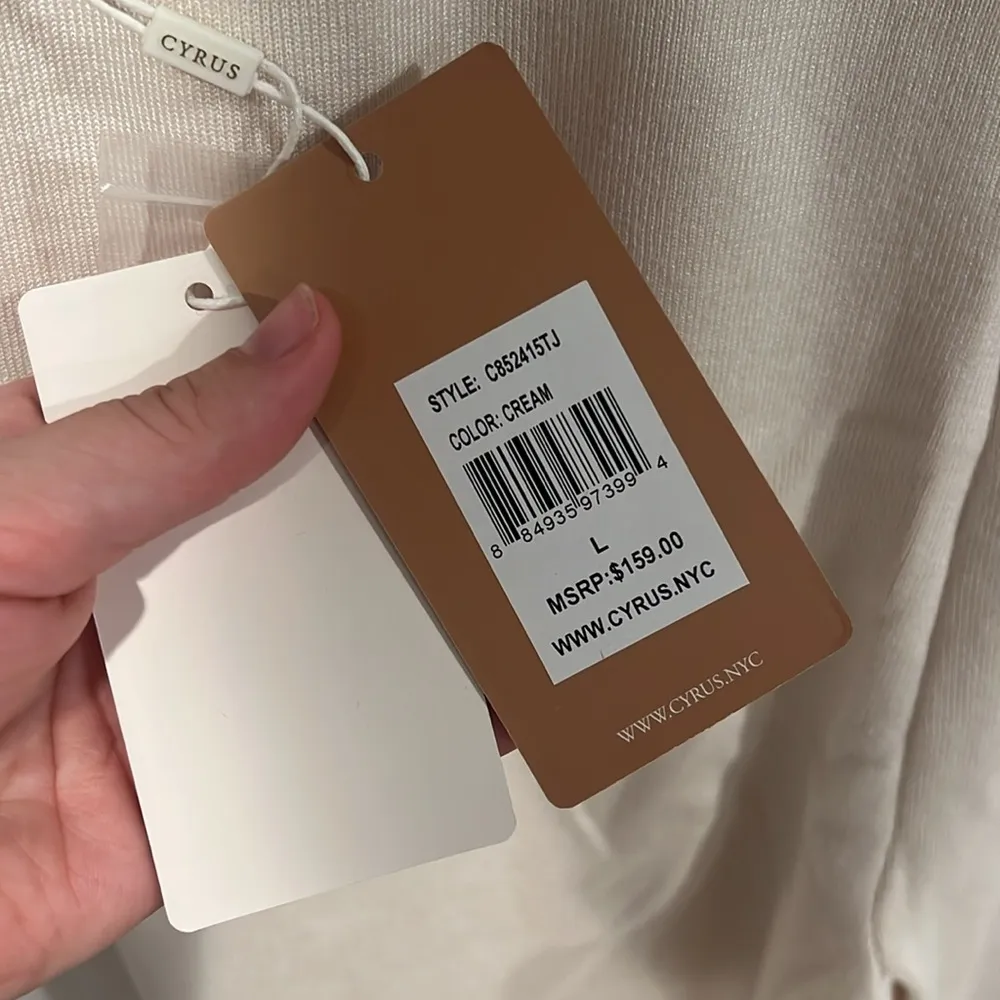 CYRUS
STYLE: C852415TJ
COLOR: CREAM
8 84935 97399 4
L
MSRP:$159.00
WWW.CYRUS.NYC
WWW.CYRUS.NYC